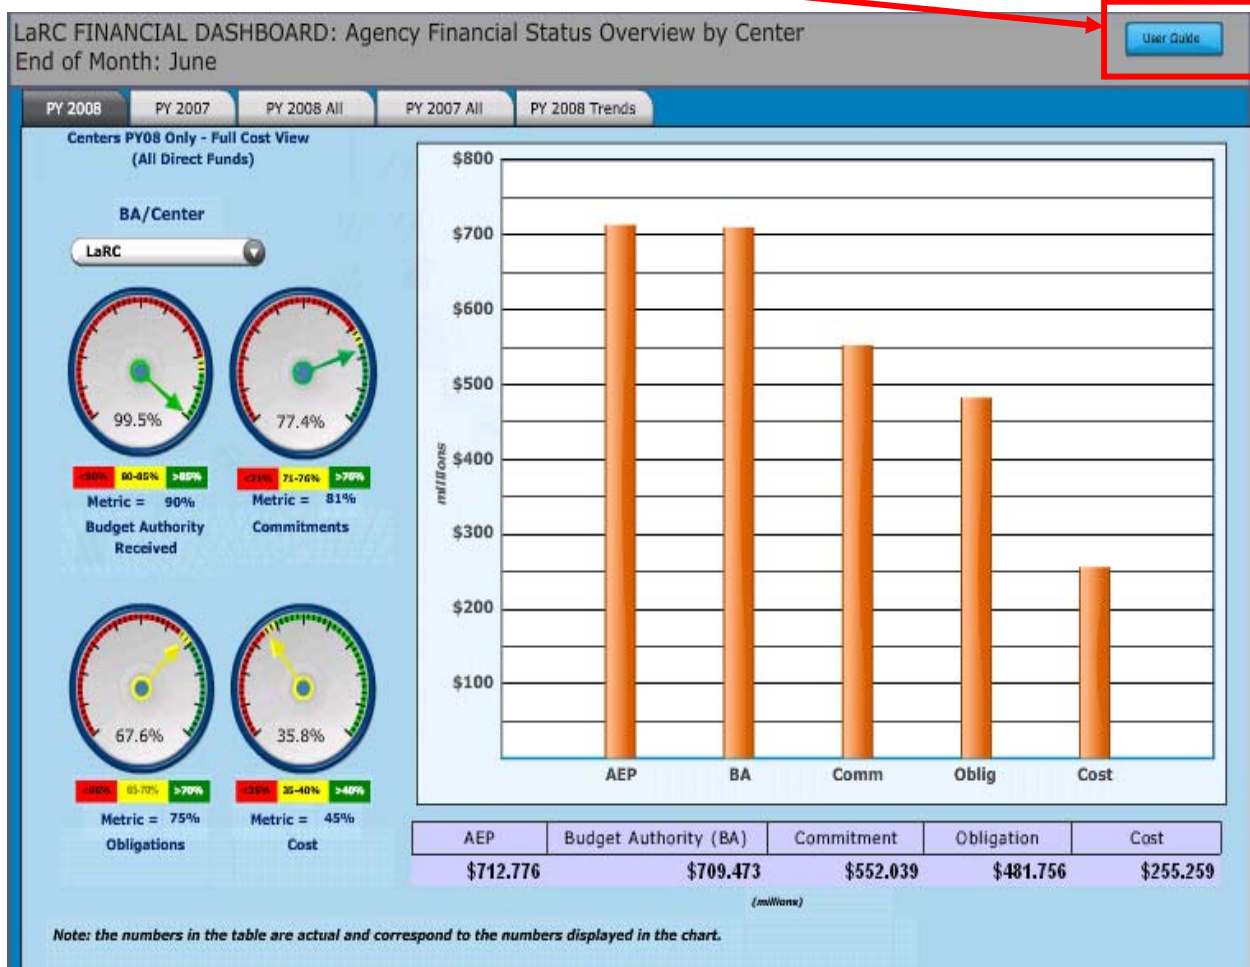 LaRC FINANCIAL DASHBOARD: Agency Financial Status Overview by Center
End of Month: June
User Guide
PY 2008
PY 2007
PY 2008 All
PY 2007 All
PY 2008 Trends
Centers PY08 Only - Full Cost View
(All Direct Funds)
BA/Center
LaRC
99.5%
77.4%
80-85%
>85%
71-76%
>76%
Metric = 90%
Metric = 81%
Budget Authority
Received
Commitments
67.6%
35.8%
65-70%
>70%
35-40%
>40%
Metric = 75%
Metric = 45%
Obligations
Cost
$800
$700
$600
$500
$400
$300
$200
$100
millions
AEP
BA
Comm
Oblig
Cost
AEP
Budget Authority (BA)
Commitment
Obligation
Cost
$712.776
$709.473
$552.039
$481.756
$255.259
(millions)
Note: the numbers in the table are actual and correspond to the numbers displayed in the chart.